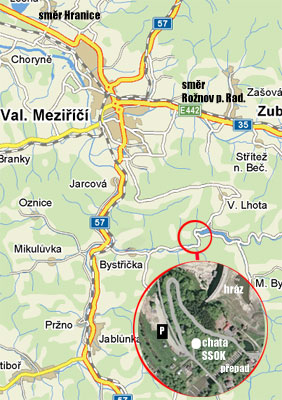 směr Hranice
57
Choryně
směr
Rožnov p. Rad.
Zašová
E442
Val. Meziříčí
Zub
35
Branky
Střítež
n. Beč.
Jarcová
Oznice
V. Lhota
57
Mikulůvka
Bystřička
M. By
hráz
P
chata
SSOK
přepad
Pržno
Jablůnka
tiboř